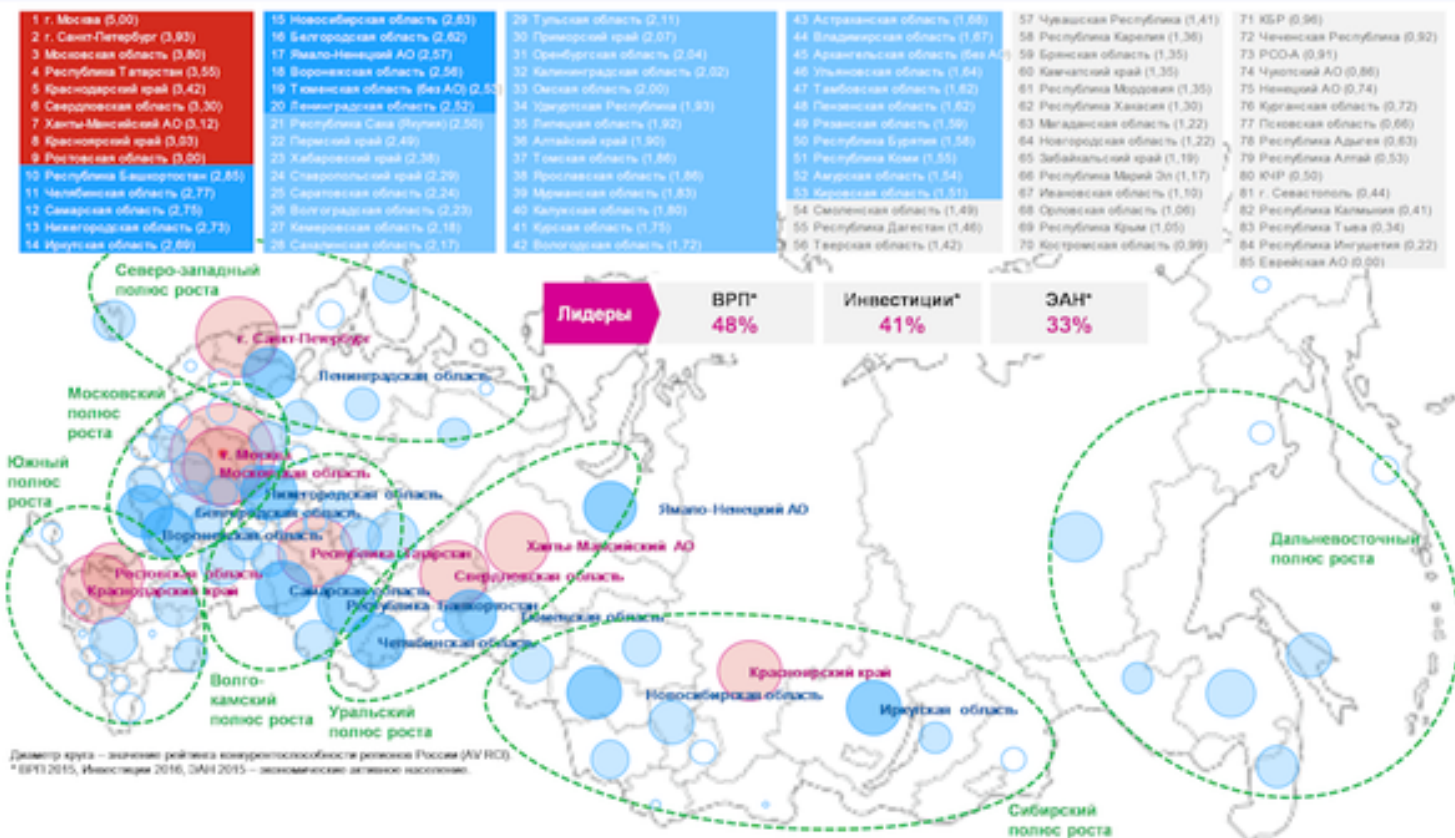 1 г. Москва (5,00)
2 г. Санкт-Петербург (3,93)
3 Московская область (3,80)
4 Республика Татарстан (3,55)
5 Краснодарский край (3,42)
6 Свердловская область (3,30)
7 Ханты-Мансийский АО (3,12)
8 Красноярский край (3,03)
9 Ростовская область (3,00)
10 Республика Башкортостан (2,85)
11 Челябинская область (2,77)
12 Самарская область (2,75)
13 Нижегородская область (2,73)
14 Иркутская область (2,69)
15 Новосибирская область (2,63)
16 Белгородская область (2,62)
17 Ямало-Ненецкий АО (2,57)
18 Воронежская область (2,56)
19 Тюменская область (без АО) (2,53)
20 Ленинградская область (2,52)
21 Республика Саха (Якутия) (2,50)
22 Пермский край (2,49)
23 Хабаровский край (2,38)
24 Ставропольский край (2,29)
25 Саратовская область (2,24)
26 Волгоградская область (2,23)
27 Кемеровская область (2,18)
28 Сахалинская область (2,17)
29 Тульская область (2,11)
30 Приморский край (2,07)
31 Оренбургская область (2,04)
32 Калининградская область (2,02)
33 Омская область (2,00)
34 Удмуртская Республика (1,93)
35 Липецкая область (1,92)
36 Алтайский край (1,90)
37 Томская область (1,86)
38 Ярославская область (1,86)
39 Мурманская область (1,83)
40 Калужская область (1,80)
41 Курская область (1,75)
42 Вологодская область (1,72)
43 Астраханская область (1,68)
44 Владимирская область (1,67)
45 Архангельская область (без АО)
46 Ульяновская область (1,64)
47 Тамбовская область (1,62)
48 Пензенская область (1,62)
49 Рязанская область (1,59)
50 Республика Бурятия (1,58)
51 Республика Коми (1,55)
52 Амурская область (1,54)
53 Кировская область (1,51)
54 Смоленская область (1,49)
55 Республика Дагестан (1,46)
56 Тверская область (1,42)
57 Чувашская Республика (1,41)
58 Республика Карелия (1,36)
59 Брянская область (1,35)
60 Камчатский край (1,35)
61 Республика Мордовия (1,35)
62 Республика Хакасия (1,30)
63 Магаданская область (1,22)
64 Новгородская область (1,22)
65 Забайкальский край (1,19)
66 Республика Марий Эл (1,17)
67 Ивановская область (1,10)
68 Орловская область (1,06)
69 Республика Крым (1,05)
70 Костромская область (0,99)
71 КБР (0,96)
72 Чеченская Республика (0,92)
73 РСО-А (0,91)
74 Чукотский АО (0,86)
75 Ненецкий АО (0,74)
76 Курганская область (0,72)
77 Псковская область (0,66)
78 Республика Адыгея (0,63)
79 Республика Алтай (0,53)
80 КЧР (0,50)
81 г. Севастополь (0,44)
82 Республика Калмыкия (0,41)
83 Республика Тыва (0,34)
84 Республика Ингушетия (0,22)
85 Еврейская АО (0,00)
Северо-западный
полюс роста
Лидеры
ВРП*
48%
Инвестиции*
41%
ЭАН*
33%
г. Санкт-Петербург
Ленинградская область
Московский
полюс
роста
г. Москва
Московская область
Южный
полюс
роста
Нижегородская область
Белгородская область
Воронежская область
Ямало-Ненецкий АО
Ханты-Мансийский АО
Республика Татарстан
Свердловская область
Ростовская область
Краснодарский край
Самарская область
Республика Башкортостан
Тюменская область
Челябинская область
Дальневосточный
полюс роста
Красноярский край
Новосибирская область
Иркутская область
Волго-
камский
полюс роста
Уральский
полюс роста
Сибирский
полюс роста
Диаметр круга – значение рейтинга конкурентоспособности регионов России (AV RCI).
* ВРП 2015, Инвестиции 2016, ЭАН 2015 – экономические активное население.